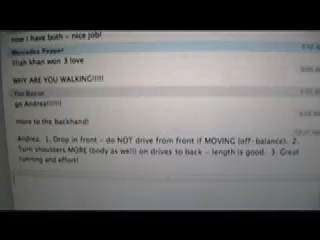 now i have both - nice job!
Mercedes Pepper
Illiah khan won 3 love
WHY ARE YOU WALKING!!!!!
go Andrea!!!!!!
more to the backhand!
Andrea  1. Drop in front - do NOT drive from front if MOVING (off- balance).  2.
Turn shoulders MORE (body as well) on drives to back - length is good.  3. Great
running and effort!